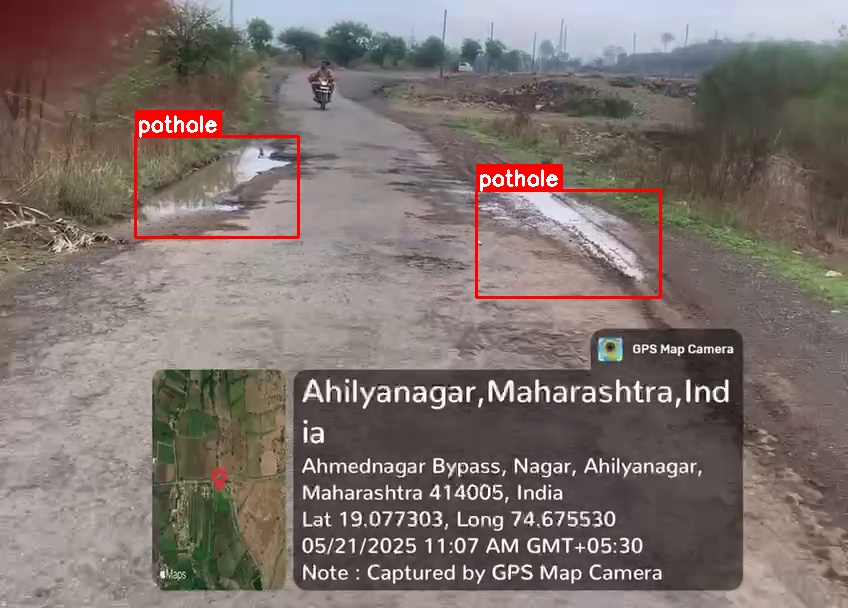 pothole
pothole
GPS Map Camera
Ahilyanagar,Maharashtra,Ind
ia
Ahmednagar Bypass, Nagar, Ahilyanagar,
Maharashtra 414005, India
Lat 19.077303, Long 74.675530
05/21/2025 11:07 AM GMT+05:30
Note : Captured by GPS Map Camera
Maps